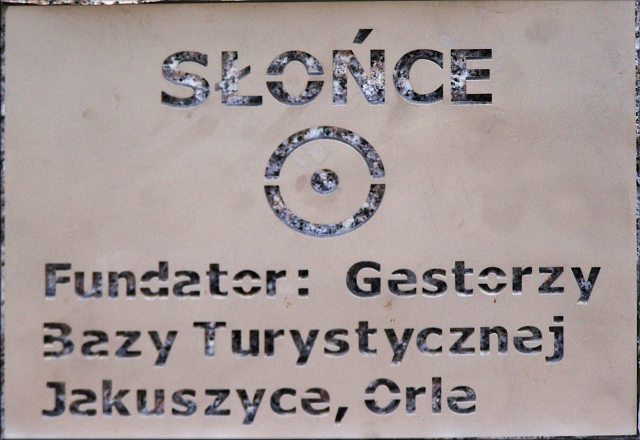 SŁOŃCE
Fundator: Gestorzy
Bazy Turystycznej
Jakuszyce, Orle